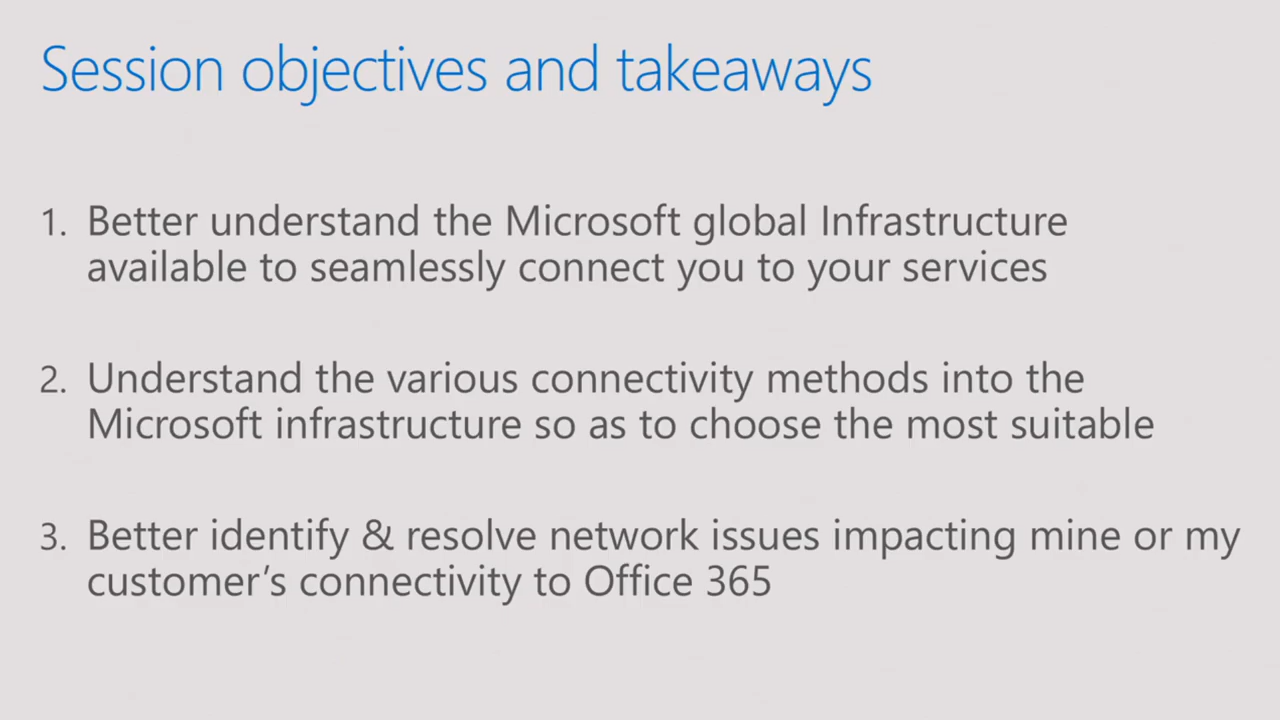 Session objectives and takeaways
1. Better understand the Microsoft global Infrastructure
available to seamlessly connect you to your services
2. Understand the various connectivity methods into the
Microsoft infrastructure so as to choose the most suitable
3. Better identify & resolve network issues impacting mine or my
customer’s connectivity to Office 365